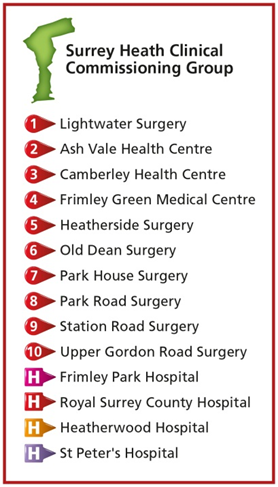 Surrey Heath Clinical
Commissioning Group
1 Lightwater Surgery
2 Ash Vale Health Centre
3 Camberley Health Centre
4 Frimley Green Medical Centre
5 Heatherside Surgery
6 Old Dean Surgery
7 Park House Surgery
8 Park Road Surgery
9 Station Road Surgery
10 Upper Gordon Road Surgery
H Frimley Park Hospital
H Royal Surrey County Hospital
H Heatherwood Hospital
H St Peter's Hospital